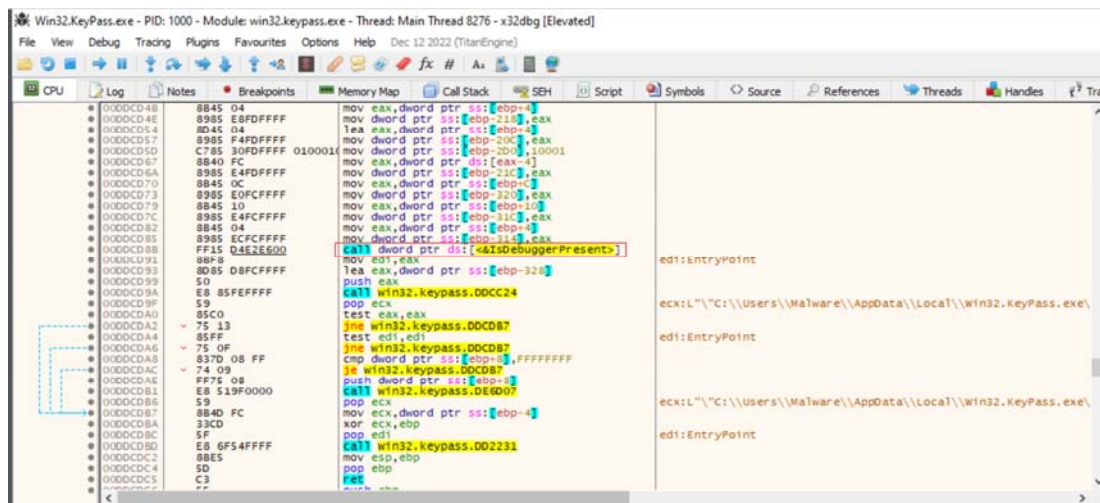 Win32.KeyPass.exe - PID: 1000 - Module: win32.keypass.exe - Thread: Main Thread 8276 - x32dbg [Elevated]
File View Debug Tracing Plugins Favourites Options Help Dec 12 2022 (TitanEngine)
CPU Log Notes Breakpoints Memory Map Call Stack SEH Script Symbols Source References Threads Handles Tra
00DDCD4B 8B45 04 mov eax,dword ptr ss:[ebp+4]
00DDCD4E 8985 E8FDFFFF mov dword ptr ss:[ebp-218],eax
00DDCD54 8D45 04 lea eax,dword ptr ss:[ebp+4]
00DDCD57 8985 F4FDFFFF mov dword ptr ss:[ebp-20C],eax
00DDCD5D C785 30FDFFFF 010001 mov dword ptr ss:[ebp-2D0],10001
00DDCD67 8B40 FC mov eax,dword ptr ds:[eax-4]
00DDCD6A 8985 E4FDFFFF mov dword ptr ss:[ebp-21C],eax
00DDCD70 8B45 0C mov eax,dword ptr ss:[ebp+C]
00DDCD73 8985 E0FCFFFF mov dword ptr ss:[ebp-320],eax
00DDCD79 8B45 10 mov eax,dword ptr ss:[ebp+10]
00DDCD7C 8985 E4FCFFFF mov dword ptr ss:[ebp-31C],eax
00DDCD82 8B45 04 mov eax,dword ptr ss:[ebp+4]
00DDCD85 8985 ECFCFFFF mov dword ptr ss:[ebp-314],eax
00DDCD8B FF15 D4E2E600 call dword ptr ds:[<&IsDebuggerPresent>]
00DDCD91 8BF8 mov edi,eax edi:EntryPoint
00DDCD93 8D85 D8FCFFFF lea eax,dword ptr ss:[ebp-328]
00DDCD99 50 push eax
00DDCD9A E8 85FEFFFF call win32.keypass.DDCC24
00DDCD9F 59 pop ecx ecx:L"\"C:\\Users\\Malware\\AppData\\Local\\Win32.KeyPass.exe\
00DDCDA0 85C0 test eax,eax
00DDCDA2 75 13 jne win32.keypass.DDCDB7
00DDCDA4 85FF test edi,edi edi:EntryPoint
00DDCDA6 75 0F jne win32.keypass.DDCDB7
00DDCDA8 837D 08 FF cmp dword ptr ss:[ebp+8],FFFFFFFF
00DDCDAC 74 09 je win32.keypass.DDCDB7
00DDCDAE FF75 08 push dword ptr ss:[ebp+8]
00DDCDB1 E8 519F0000 call win32.keypass.DE6D07
00DDCDB6 59 pop ecx ecx:L"\"C:\\Users\\Malware\\AppData\\Local\\Win32.KeyPass.exe\
00DDCDB7 8B4D FC mov ecx,dword ptr ss:[ebp-4]
00DDCDBA 33CD xor ecx,ebp
00DDCDBC 5F pop edi edi:EntryPoint
00DDCDBD E8 6F54FFFF call win32.keypass.DD2231
00DDCDC2 8BE5 mov esp,ebp
00DDCDC4 5D pop ebp
00DDCDC5 C3 ret